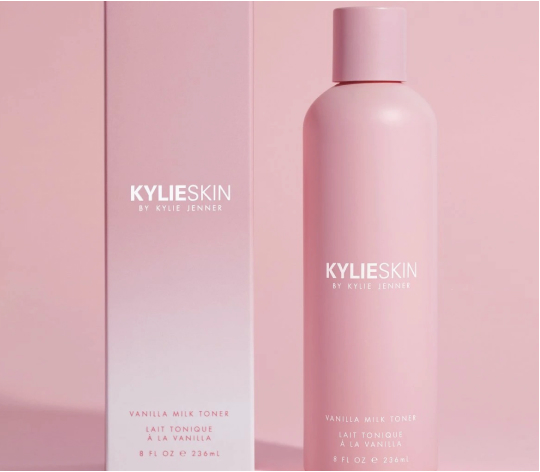 KYLIESKIN
BY KYLIE JENNER
VANILLA MILK TONER
LAIT TONIQUE
À LA VANILLA
8 FL OZ ℮ 236mL
KYLIESKIN
BY KYLIE JENNER
VANILLA MILK TONER
LAIT TONIQUE
À LA VANILLA
8 FL OZ ℮ 236mL